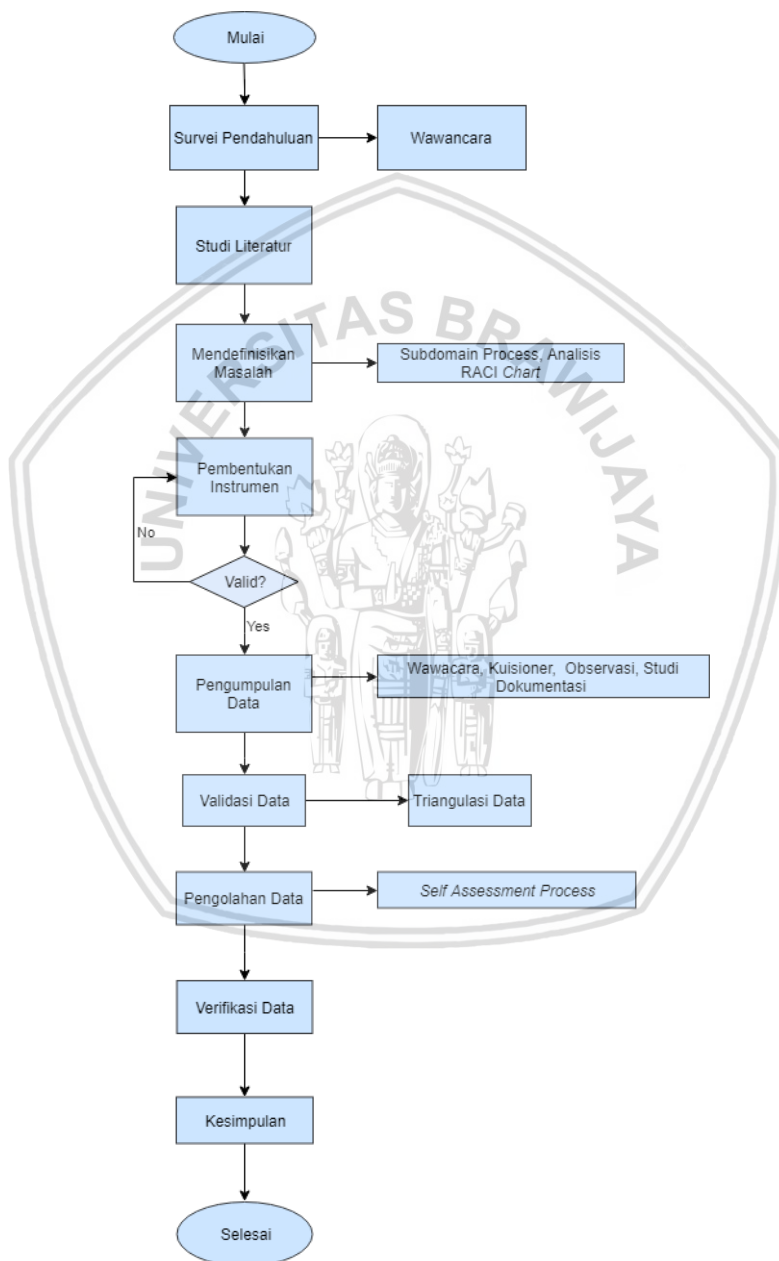 Mulai
Survei Pendahuluan
Wawancara
Studi Literatur
UNIVERSITAS BRAWIJAYA
Mendefinisikan
Masalah
Subdomain Process, Analisis
RACI Chart
Pembentukan
Instrumen
No
Valid?
Yes
Pengumpulan
Data
Wawacara, Kuisioner, Observasi, Studi
Dokumentasi
Validasi Data
Triangulasi Data
Pengolahan Data
Self Assessment Process
Verifikasi Data
Kesimpulan
Selesai